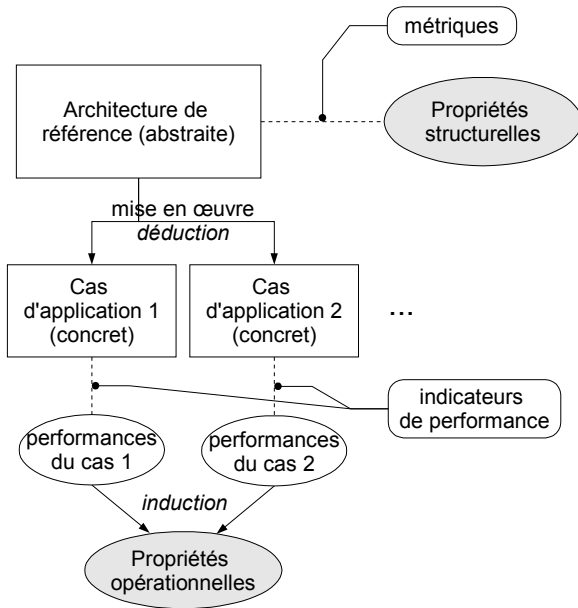 métriques
Architecture de
référence (abstraite)
Propriétés
structurelles
mise en œuvre
déduction
Cas
d'application 1
(concret)
Cas
d'application 2
(concret)
...
indicateurs
de performance
performances
du cas 1
performances
du cas 2
induction
Propriétés
opérationnelles